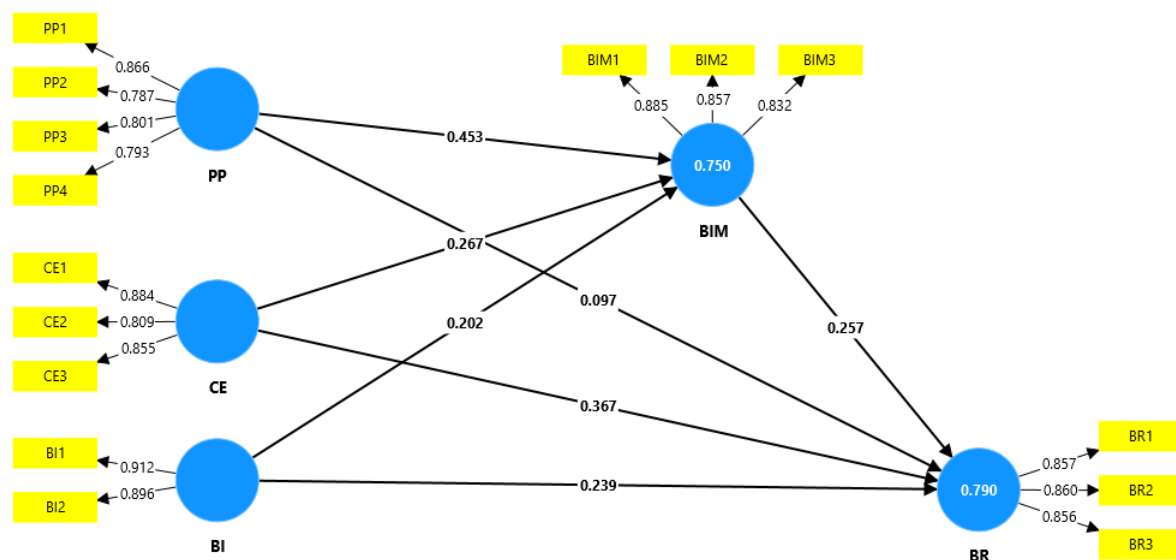 PP1
0.866
PP2
0.787
PP3
0.801
PP4
0.793
PP
BIM1
BIM2
BIM3
0.885
0.857
0.832
0.750
BIM
0.453
0.267
0.202
0.097
0.257
CE1
0.884
CE2
0.809
CE3
0.855
CE
0.367
BI1
0.912
BI2
0.896
BI
0.239
0.790
BR
BR1
0.857
BR2
0.860
BR3
0.856